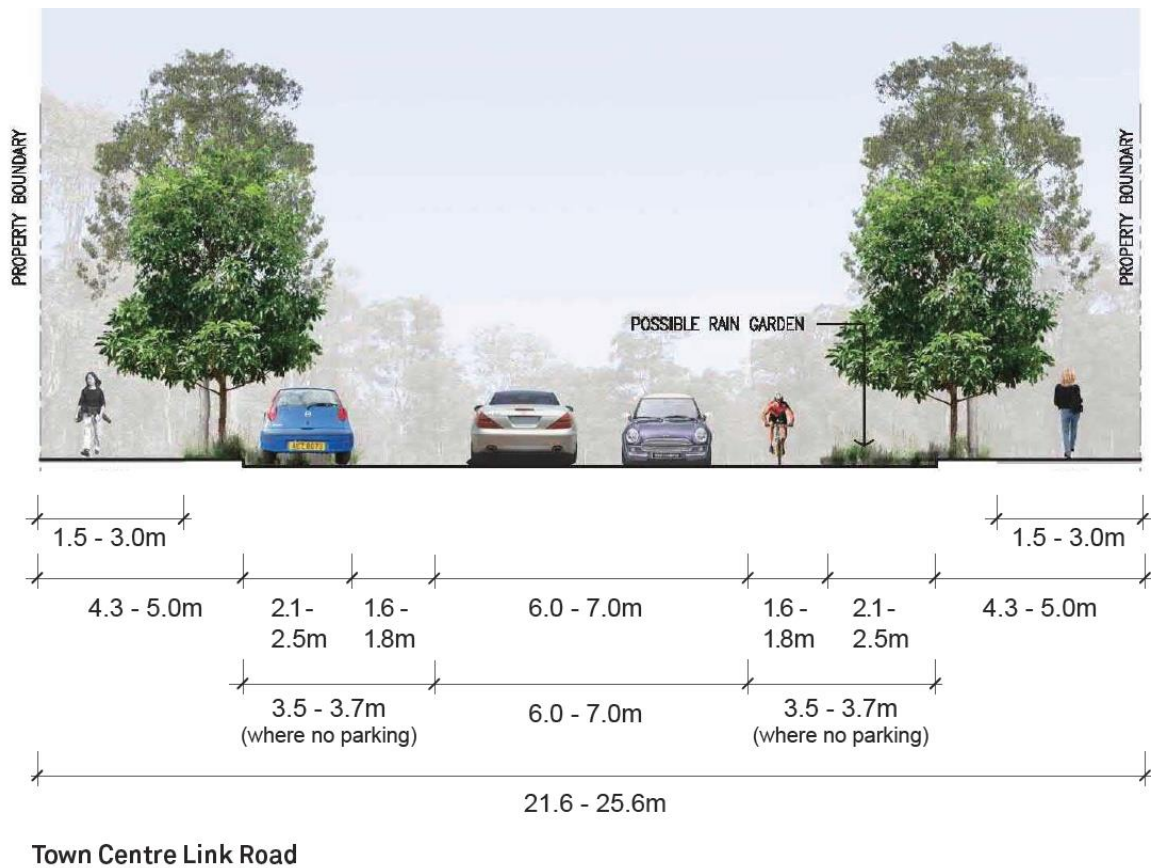 PROPERTY BOUNDARY
PROPERTY BOUNDARY
POSSIBLE RAIN GARDEN
1.5 - 3.0m
1.5 - 3.0m
4.3 - 5.0m
2.1 -
2.5m
1.6 -
1.8m
6.0 - 7.0m
1.6 -
1.8m
2.1 -
2.5m
4.3 - 5.0m
3.5 - 3.7m
(where no parking)
6.0 - 7.0m
3.5 - 3.7m
(where no parking)
21.6 - 25.6m
Town Centre Link Road